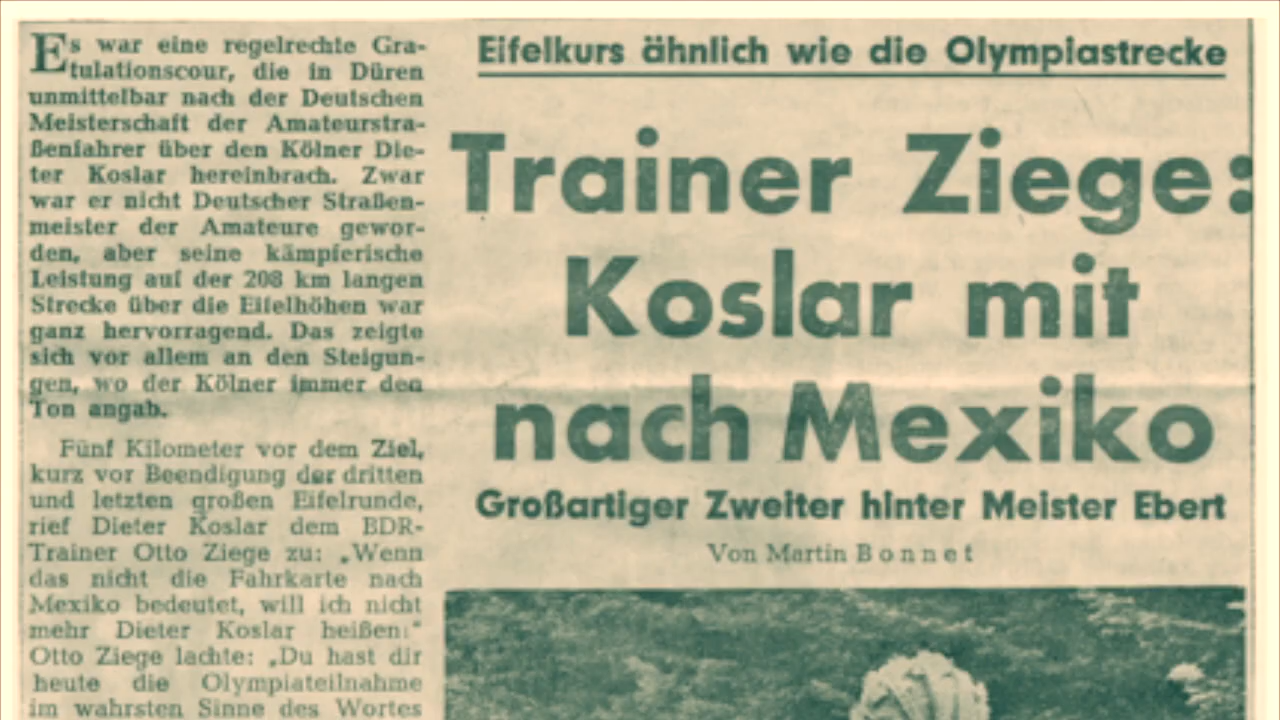 Es war eine regelrechte Gra-
tulationscour, die in Düren
unmittelbar nach der Deutschen
Meisterschaft der Amateurstra-
ßenfahrer über den Kölner Die-
ter Koslar hereinbrach. Zwar
war er nicht Deutscher Straßen-
meister der Amateure gewor-
den, aber seine kämpferische
Leistung auf der 208 km langen
Strecke über die Eifelhöhen war
ganz hervorragend. Das zeigte
sich vor allem an den Steigun-
gen, wo der Kölner immer den
Ton angab.
Fünf Kilometer vor dem Ziel,
kurz vor Beendigung der dritten
und letzten großen Eifelrunde,
rief Dieter Koslar dem BDR-
Trainer Otto Ziege zu: „Wenn
das nicht die Fahrkarte nach
Mexiko bedeutet, will ich nicht
mehr Dieter Koslar heißen!"
Otto Ziege lachte: „Du hast dir
heute die Olympiateilnahme
im wahrsten Sinne des Wortes
Eifelkurs ähnlich wie die Olympiastrecke
Trainer Ziege:
Koslar mit
nach Mexiko
Großartiger Zweiter hinter Meister Ebert
Von Martin Bonnet